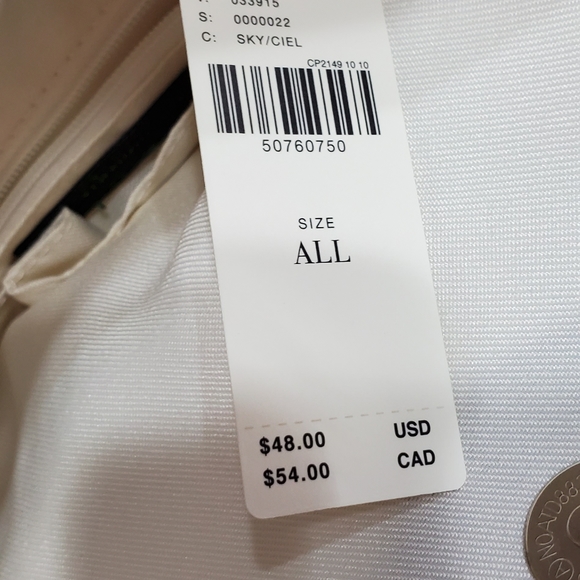 033915
S: 0000022
C: SKY/CIEL
CP2149 10 10
50760750
SIZE
ALL
$48.00 USD
$54.00 CAD